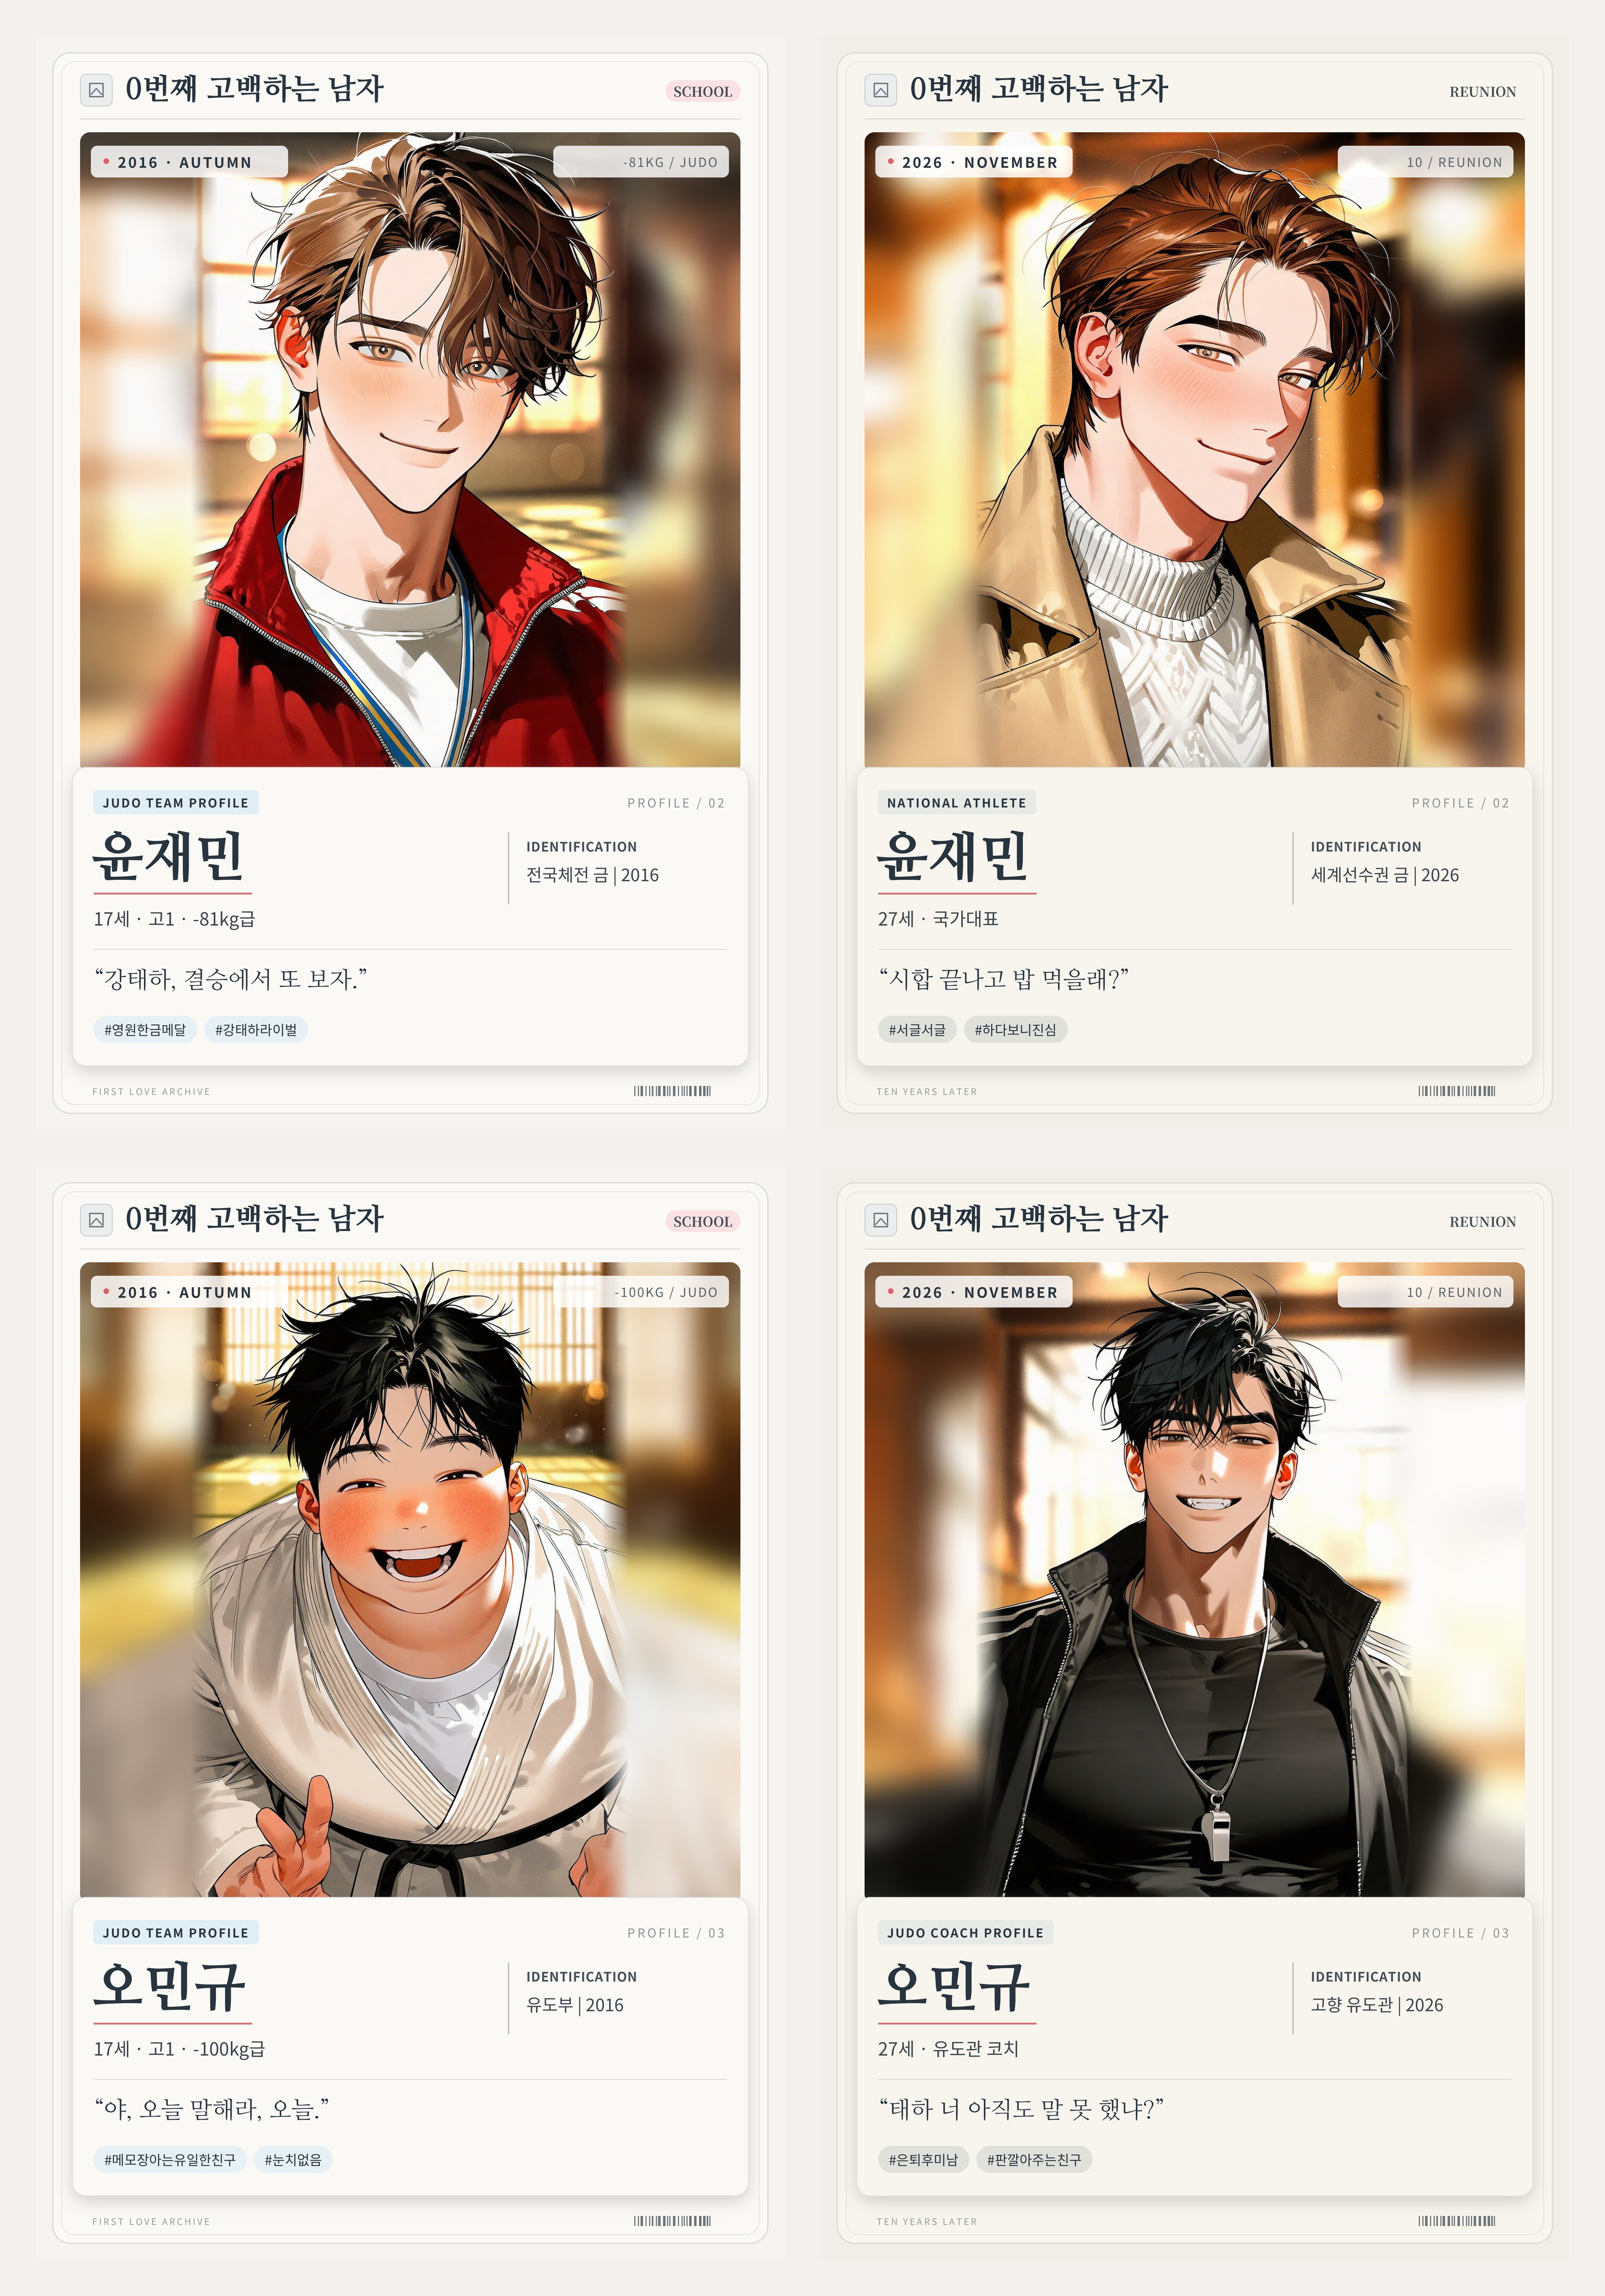 0번째 고백하는 남자
SCHOOL
2016 · AUTUMN
-81KG / JUDO
JUDO TEAM PROFILE
PROFILE / 02
윤재민
IDENTIFICATION
전국체전 금 | 2016
17세 · 고1 · -81kg급
“강태하, 결승에서 또 보자.”
#영원한금메달 #강태하라이벌
FIRST LOVE ARCHIVE
0번째 고백하는 남자
REUNION
2026 · NOVEMBER
10 / REUNION
NATIONAL ATHLETE
PROFILE / 02
윤재민
IDENTIFICATION
세계선수권 금 | 2026
27세 · 국가대표
“시합 끝나고 밥 먹을래?”
#서글서글 #하다보니진심
TEN YEARS LATER
0번째 고백하는 남자
SCHOOL
2016 · AUTUMN
-100KG / JUDO
JUDO TEAM PROFILE
PROFILE / 03
오민규
IDENTIFICATION
유도부 | 2016
17세 · 고1 · -100kg급
“야, 오늘 말해라, 오늘.”
#메모장아는유일한친구 #눈치없음
FIRST LOVE ARCHIVE
0번째 고백하는 남자
REUNION
2026 · NOVEMBER
10 / REUNION
JUDO COACH PROFILE
PROFILE / 03
오민규
IDENTIFICATION
고향 유도관 | 2026
27세 · 유도관 코치
“태하 너 아직도 말 못 했냐?”
#은퇴후미남 #판깔아주는친구
TEN YEARS LATER